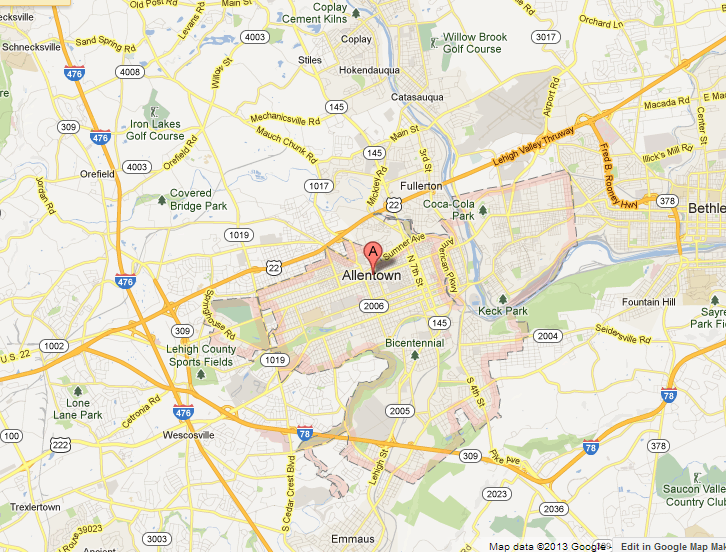 Old Post Rd
Levans Rd
Coplay
Cement Kilns
4003
Willow Brook
Golf Course
Orchard Ln
3017
Schnecksville
Sand Spring Rd
Coplay
Stiles
Hokendauqua
476
4008
Willow St
Catasauqua
Airport Rd
E Ma
Macada Rd
Center St
309
476
Iron Lakes
Golf Course
Mechanicsville Rd
145
Mauch Chunk Rd
Main St
Orefield Rd
145
3rd St
Lehigh Valley Thruway
Fred B. Rooney Hwy
Illick's Mill Rd
4003
Orefield
Jordan Rd
1017
Mickley Rd
Fullerton
Covered
Bridge Park
22
Coca-Cola
Park
378
Bethle
1019
Sumner Ave
American Pkwy
A
N 7th St
22
Allentown
476
Springhouse Rd
2006
Keck Park
Fountain Hill
309
145
Sayre
Park Fi
1002
2004
Seidersville Rd
U.S. 22
Lehigh County
Sports Fields
1019
Bicentennial
S 4th St
Lone
Lane Park
Cetronia Rd
476
2005
78
100
Wescosville
78
222
309
Pike Ave
78
378
S Cedar Crest Blvd
Lehigh St
Saucon Valley
Country Club
Trexlertown
2023
2036
39023
3003
Emmaus
Ancient
Map data ©2013 Google - Edit in Google Map Mak